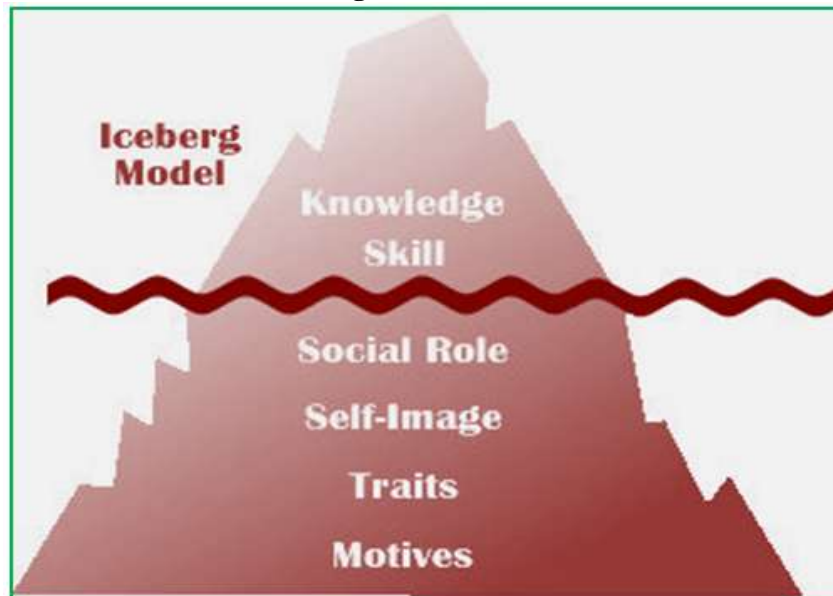 Iceberg
Model
Knowledge
Skill
Social Role
Self-Image
Traits
Motives